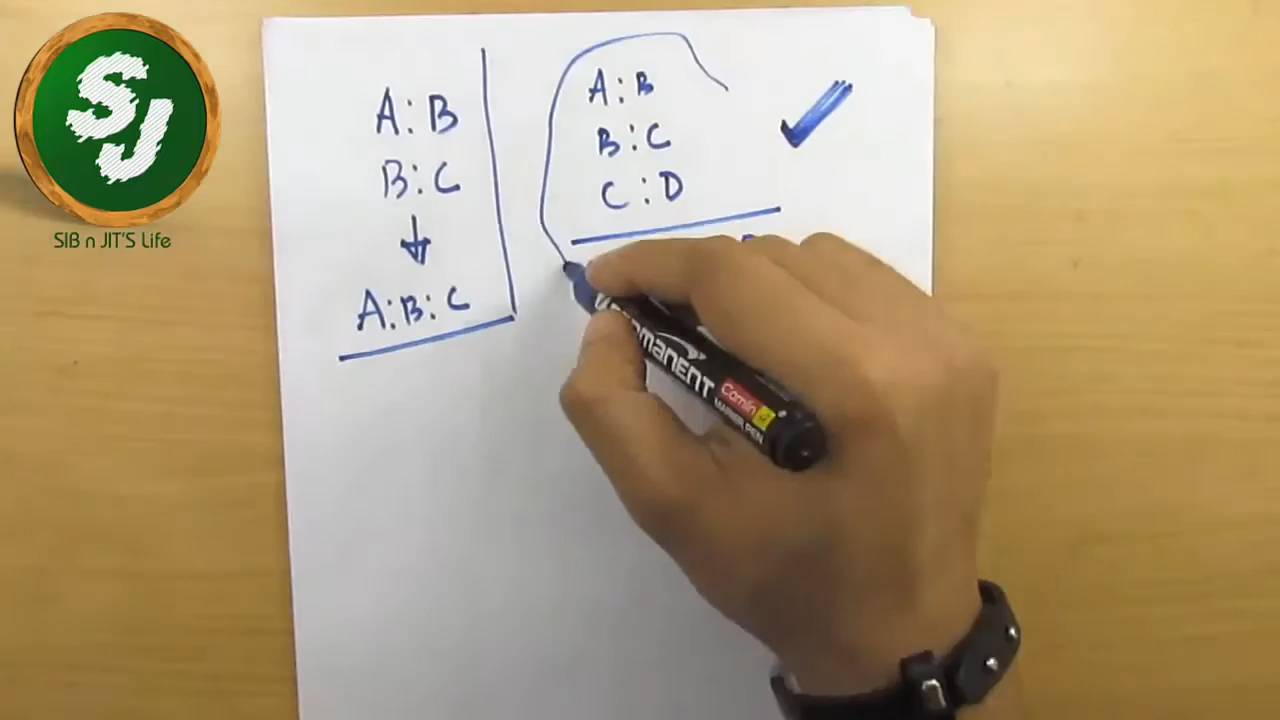 SJ
SIB n JIT'S Life
A:B
B:C
A:B:C
A:B
B:C
C:D
PERMANENT
Camlin
MARKER PEN